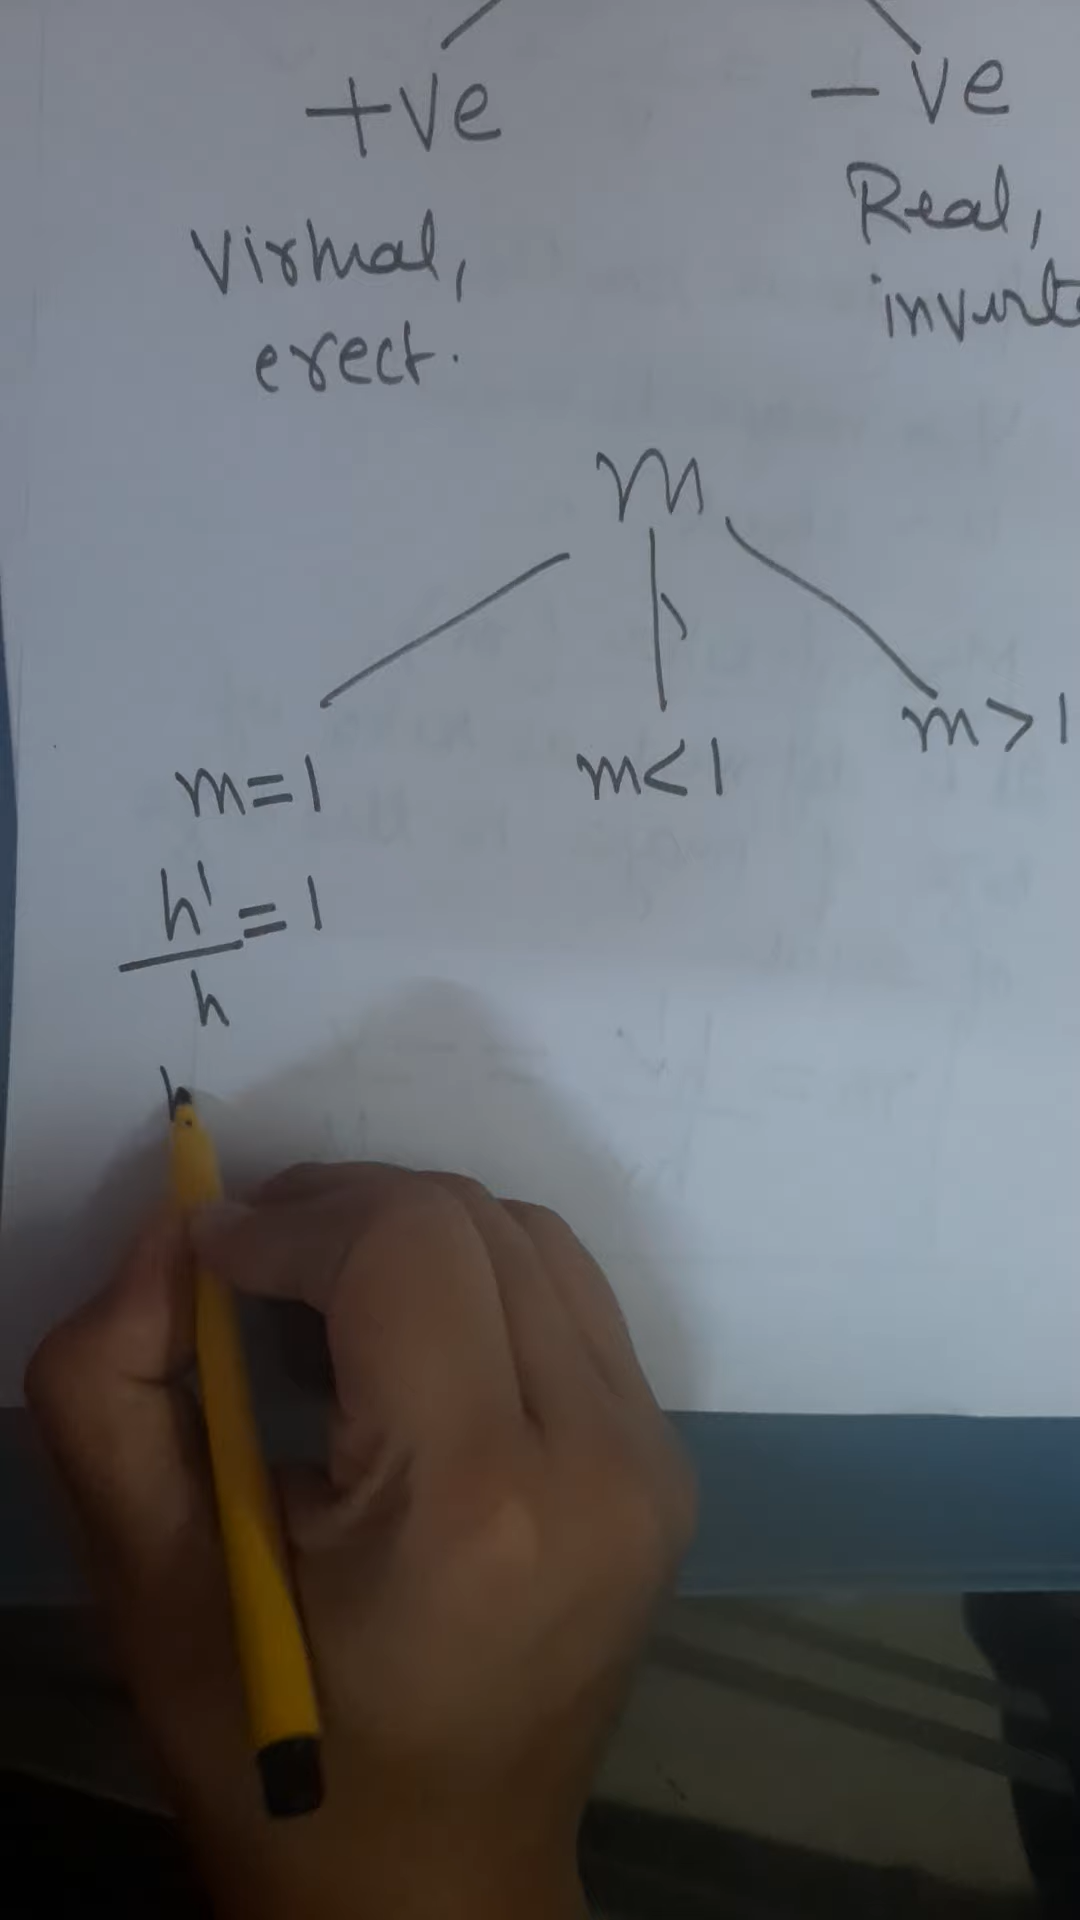 +ve - ve
Virtual, Real,
erect.
m
m=1 m<1 m>1
h'/h = 1
h